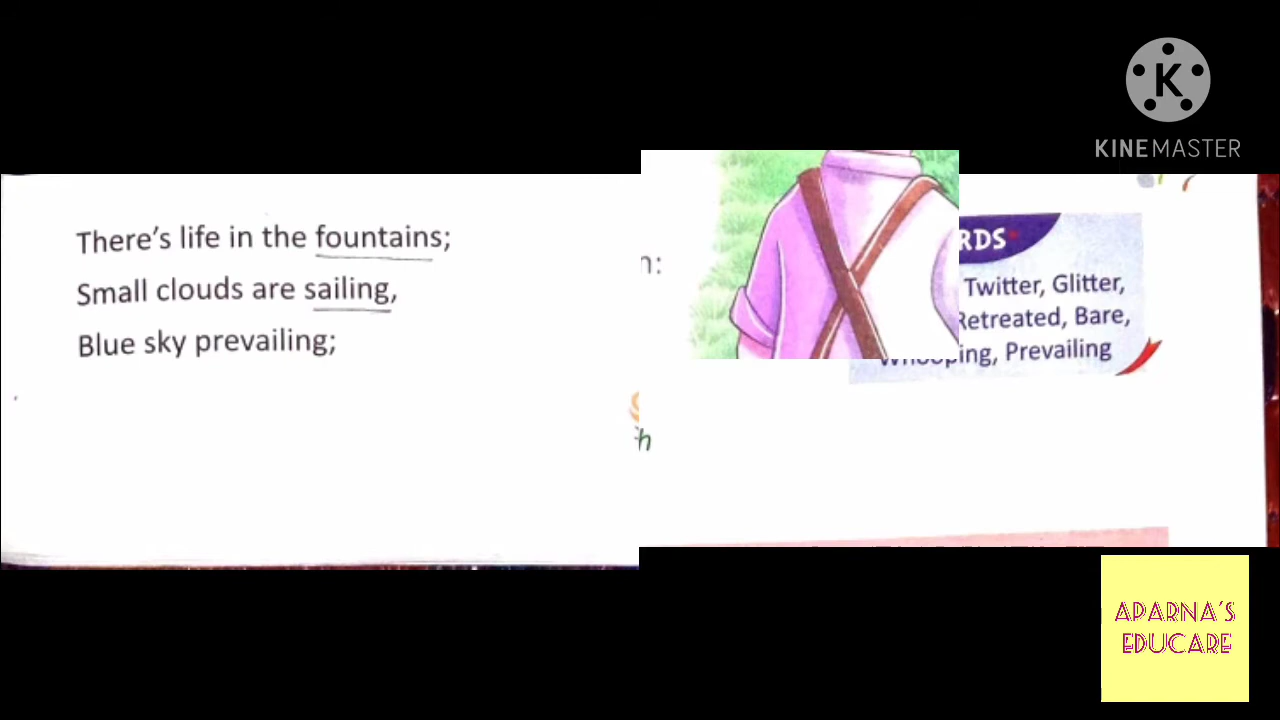 There's life in the fountains;
Small clouds are sailing,
Blue sky prevailing;
Twitter, Glitter,
Retreated, Bare,
Whooping, Prevailing
KINEMASTER
APARNA'S
EDUCARE